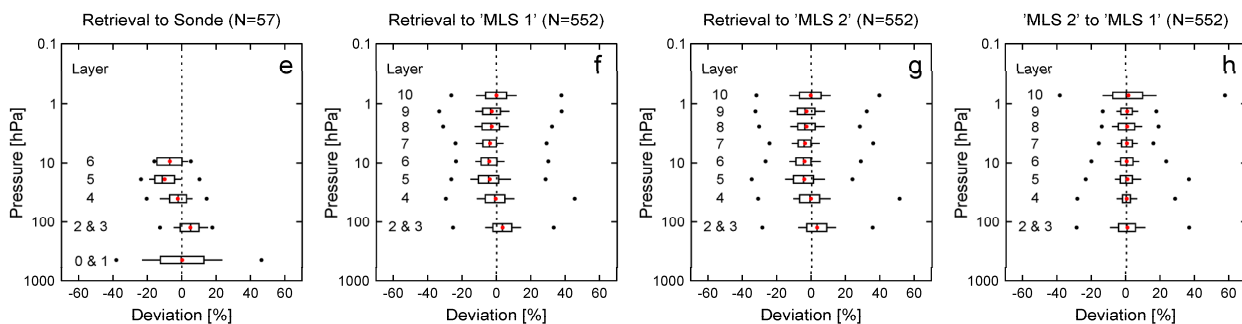 Retrieval to Sonde (N=57)
e
Layer
0.1
1
10
100
1000
6
5
4
2 & 3
0 & 1
Pressure [hPa]
-60 -40 -20 0 20 40 60
Deviation [%]
Retrieval to 'MLS 1' (N=552)
f
Layer
0.1
1
10
100
1000
10
9
8
7
6
5
4
2 & 3
Pressure [hPa]
-60 -40 -20 0 20 40 60
Deviation [%]
Retrieval to 'MLS 2' (N=552)
g
Layer
0.1
1
10
100
1000
10
9
8
7
6
5
4
2 & 3
Pressure [hPa]
-60 -40 -20 0 20 40 60
Deviation [%]
'MLS 2' to 'MLS 1' (N=552)
h
Layer
0.1
1
10
100
1000
10
9
8
7
6
5
4
2 & 3
Pressure [hPa]
-60 -40 -20 0 20 40 60
Deviation [%]